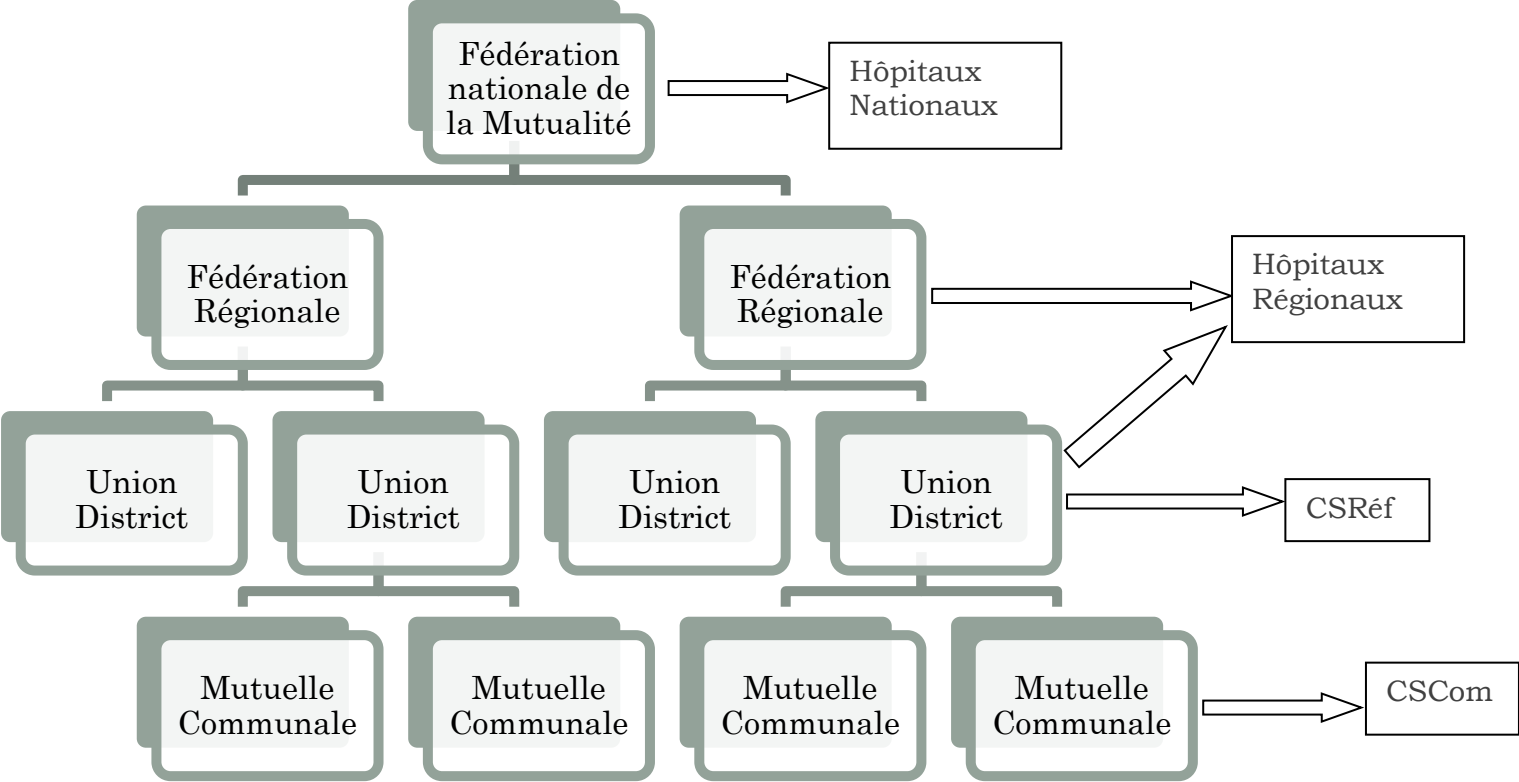 Fédération
nationale de
la Mutualité
Hôpitaux
Nationaux
Fédération
Régionale
Fédération
Régionale
Hôpitaux
Régionaux
Union
District
Union
District
Union
District
Union
District
CSRéf
Mutuelle
Communale
Mutuelle
Communale
Mutuelle
Communale
Mutuelle
Communale
CSCom